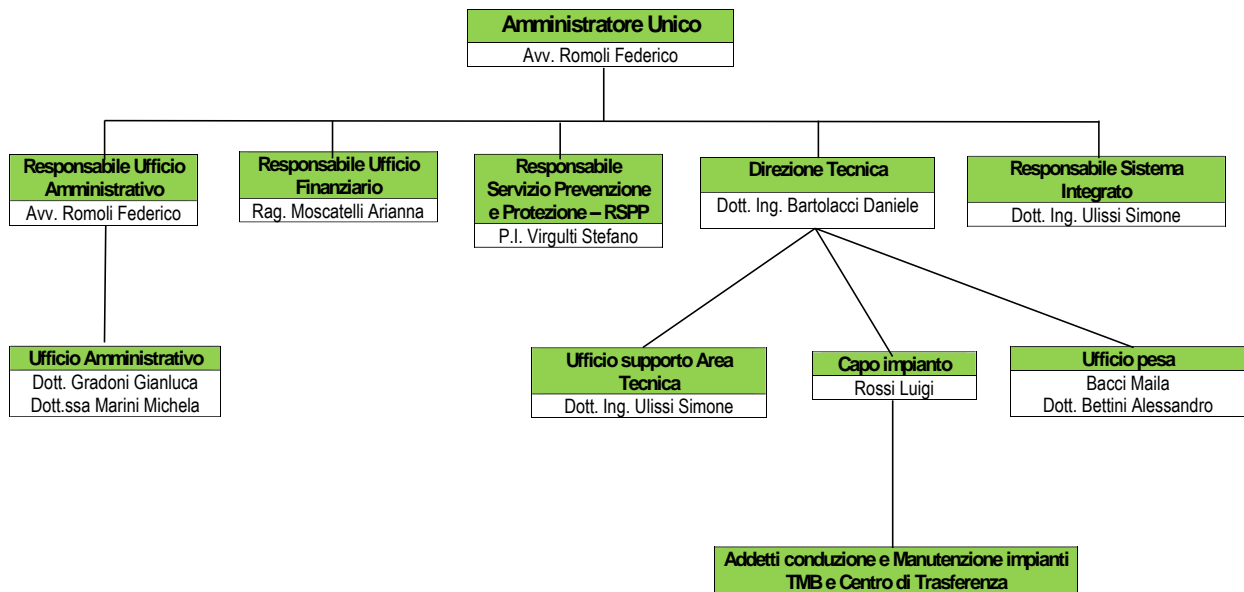 Amministratore Unico
Avv. Romoli Federico
Responsabile Ufficio
Amministrativo
Avv. Romoli Federico
Responsabile Ufficio
Finanziario
Rag. Moscatelli Arianna
Responsabile
Servizio Prevenzione
e Protezione – RSPP
P.I. Virgulti Stefano
Direzione Tecnica
Dott. Ing. Bartolacci Daniele
Responsabile Sistema
Integrato
Dott. Ing. Ulissi Simone
Ufficio Amministrativo
Dott. Gradoni Gianluca
Dott.ssa Marini Michela
Ufficio supporto Area
Tecnica
Dott. Ing. Ulissi Simone
Capo impianto
Rossi Luigi
Ufficio pesa
Bacci Maila
Dott. Bettini Alessandro
Addetti conduzione e Manutenzione impianti
TMB e Centro di Trasferenza